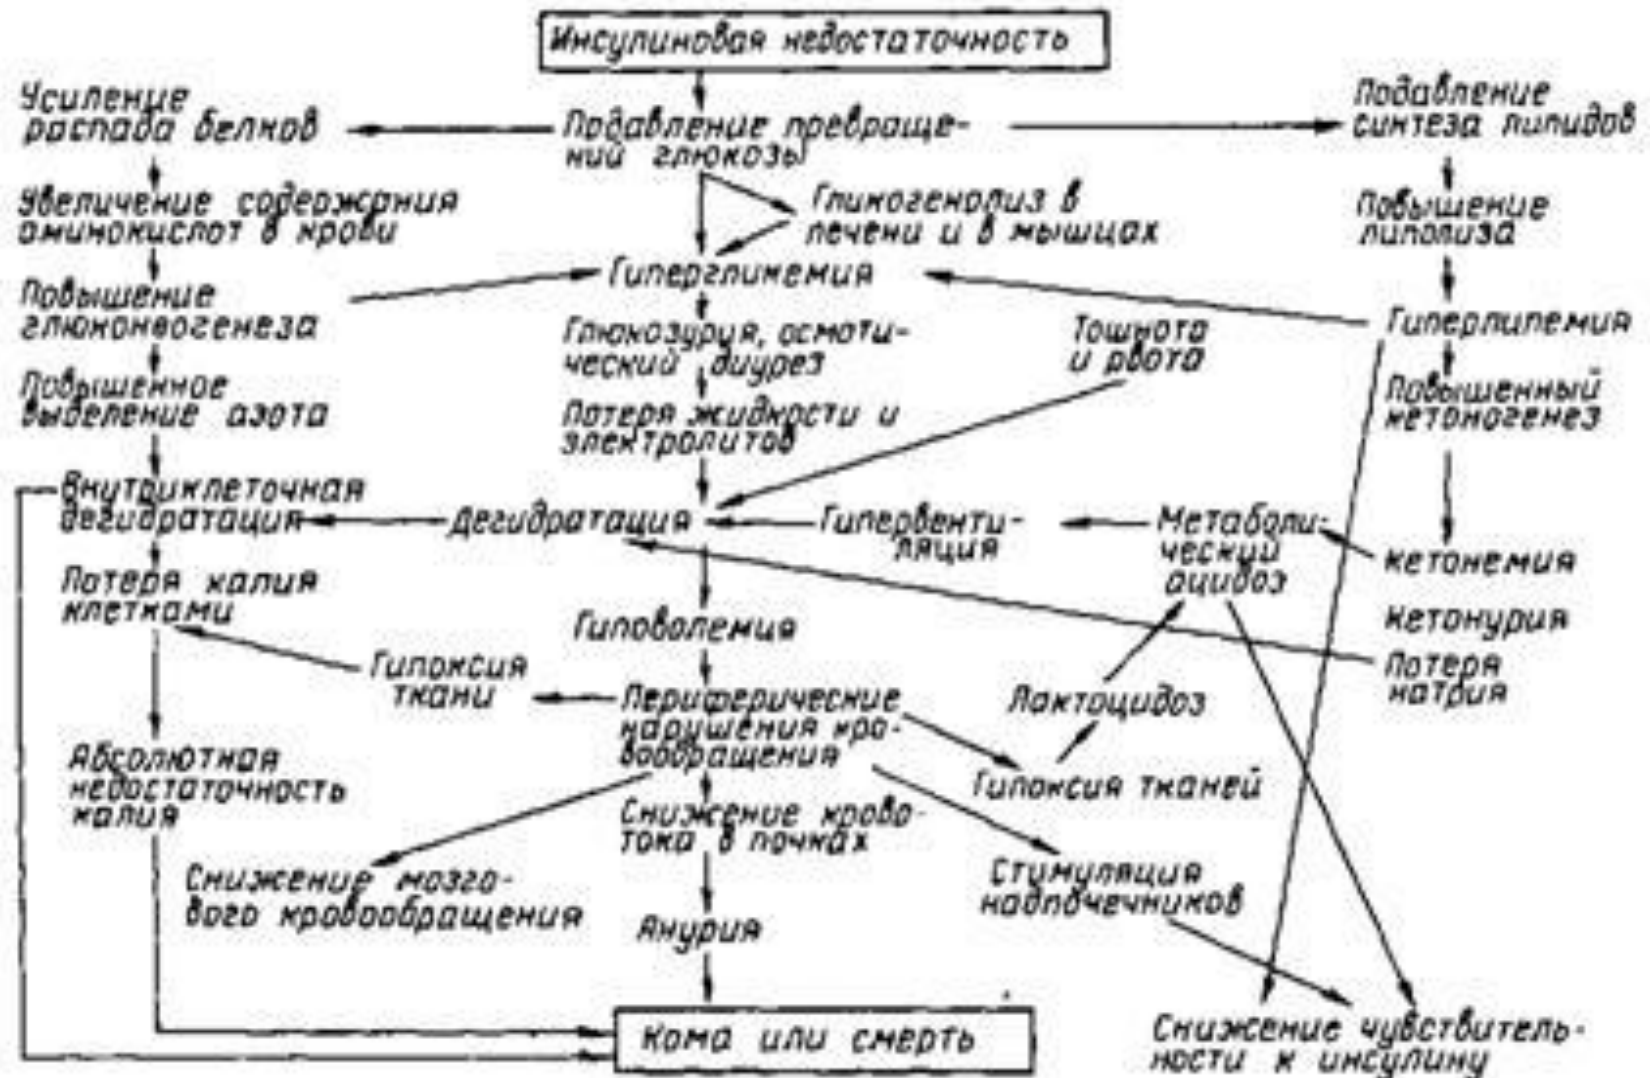 Инсулиновая недостаточность
Усиление
распада белков
Подавление превраще-
ний глюкозы
Подавление
синтеза липидов
Увеличение содержания
аминокислот в крови
Гликогенолиз в
печени и в мышцах
Повышение
липолиза
Повышение
глюконеогенеза
Гипергликемия
Гиперлипемия
Глюкозурия, осмоти-
ческий диурез
Тошнота
и рвота
Повышенное
выделение азота
Потеря жидкости и
электролитов
Повышенный
кетогенез
Внутриклеточная
дегидратация
Дегидратация
Гипервенти-
ляция
Метаболи-
ческий
ацидоз
Кетонемия
Потеря калия
клетками
Гиповолемия
Кетонурия
Гипоксия
ткани
Периферические
нарушения кро-
вообращения
Лактоцидоз
Потеря
натрия
Абсолютная
недостаточность
калия
Гипоксия тканей
Снижение крово-
тока в почках
Снижение мозго-
вого кровообращения
Стимуляция
надпочечников
Анурия
Кома или смерть
Снижение чувствитель-
ности к инсулину